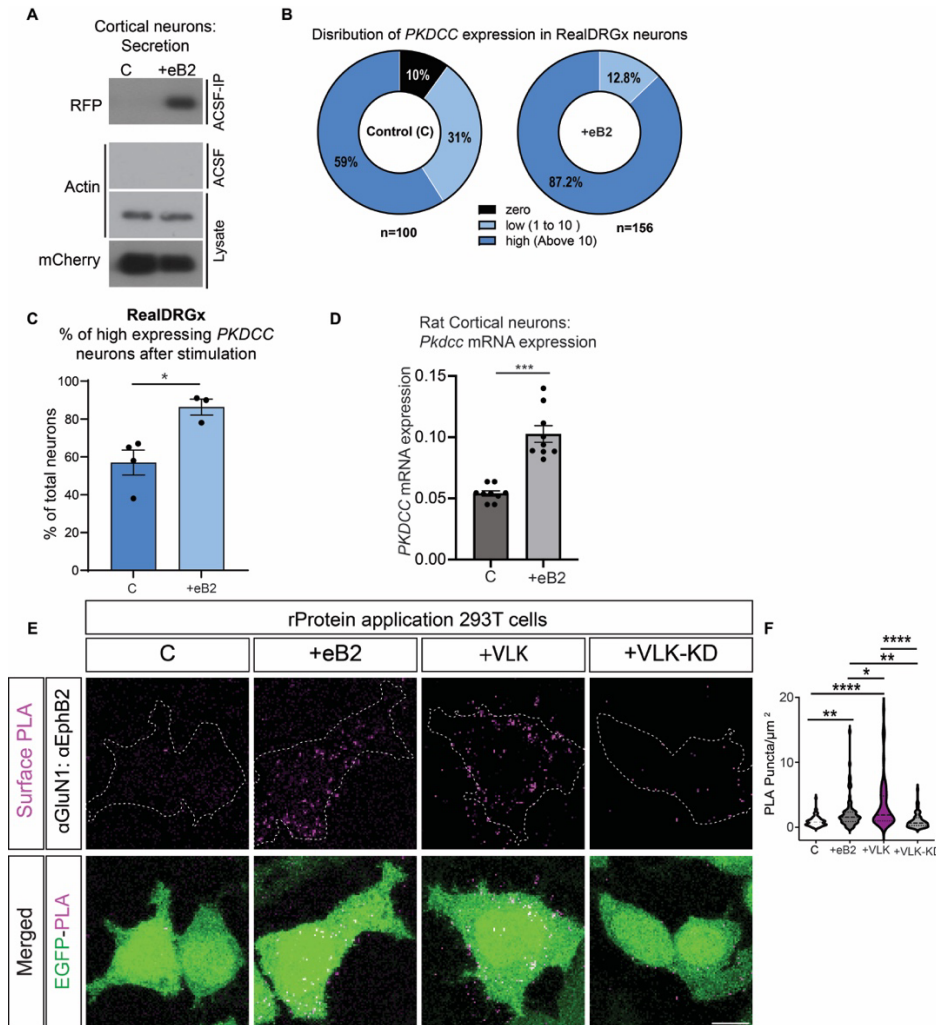 A
Cortical neurons:
Secretion
C +eB2
RFP
ACSF-IP
Actin
ACSF
mCherry
Lysate
B
Disribution of PKDCC expression in RealDRGx neurons
10%
31%
59%
Control (C)
12.8%
87.2%
+eB2
zero
low (1 to 10 )
high (Above 10)
n=100
n=156
C
RealDRGx
% of high expressing PKDCC
neurons after stimulation
*
% of total neurons
100
80
60
40
20
0
C
+eB2
D
Rat Cortical neurons:
Pkdcc mRNA expression
***
PKDCC mRNA expression
0.15
0.10
0.05
0.00
C
+eB2
E
rProtein application 293T cells
C
+eB2
+VLK
+VLK-KD
Surface PLA
αGluN1: αEphB2
Merged
EGFP-PLA
F
****
**
*
****
**
PLA Puncta/µm ²
20
10
0
C
+eB2
+VLK
+VLK-KD